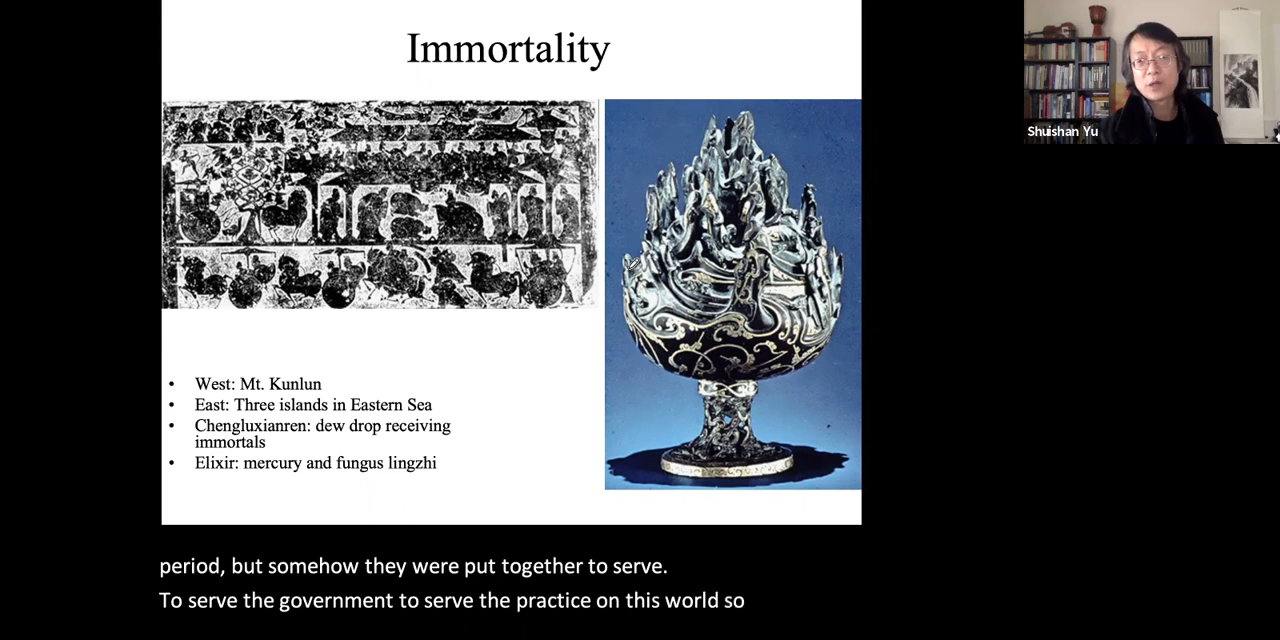 Immortality
Shuishan Yu
• West: Mt. Kunlun
• East: Three islands in Eastern Sea
• Chengluxianren: dew drop receiving
immortals
• Elixir: mercury and fungus lingzhi
period, but somehow they were put together to serve.
To serve the government to serve the practice on this world so